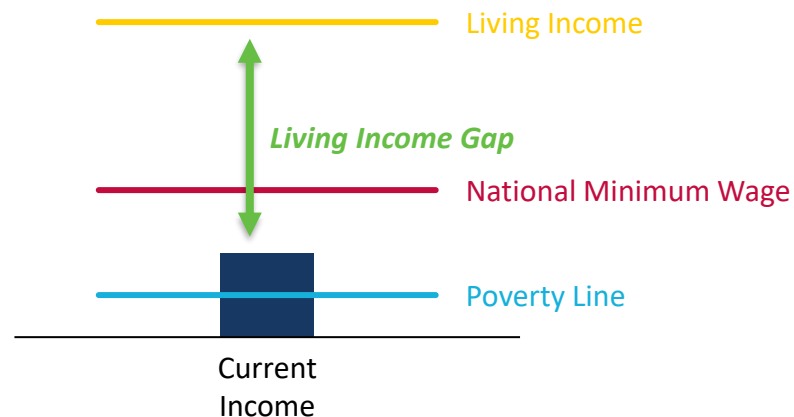 Living Income
Living Income Gap
National Minimum Wage
Poverty Line
Current
Income